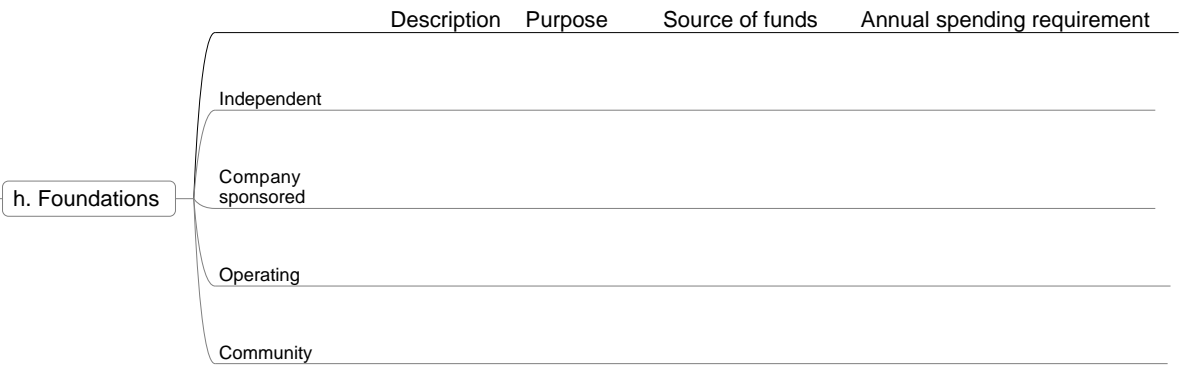 Description Purpose Source of funds Annual spending requirement
Independent
Company
sponsored
h. Foundations
Operating
Community